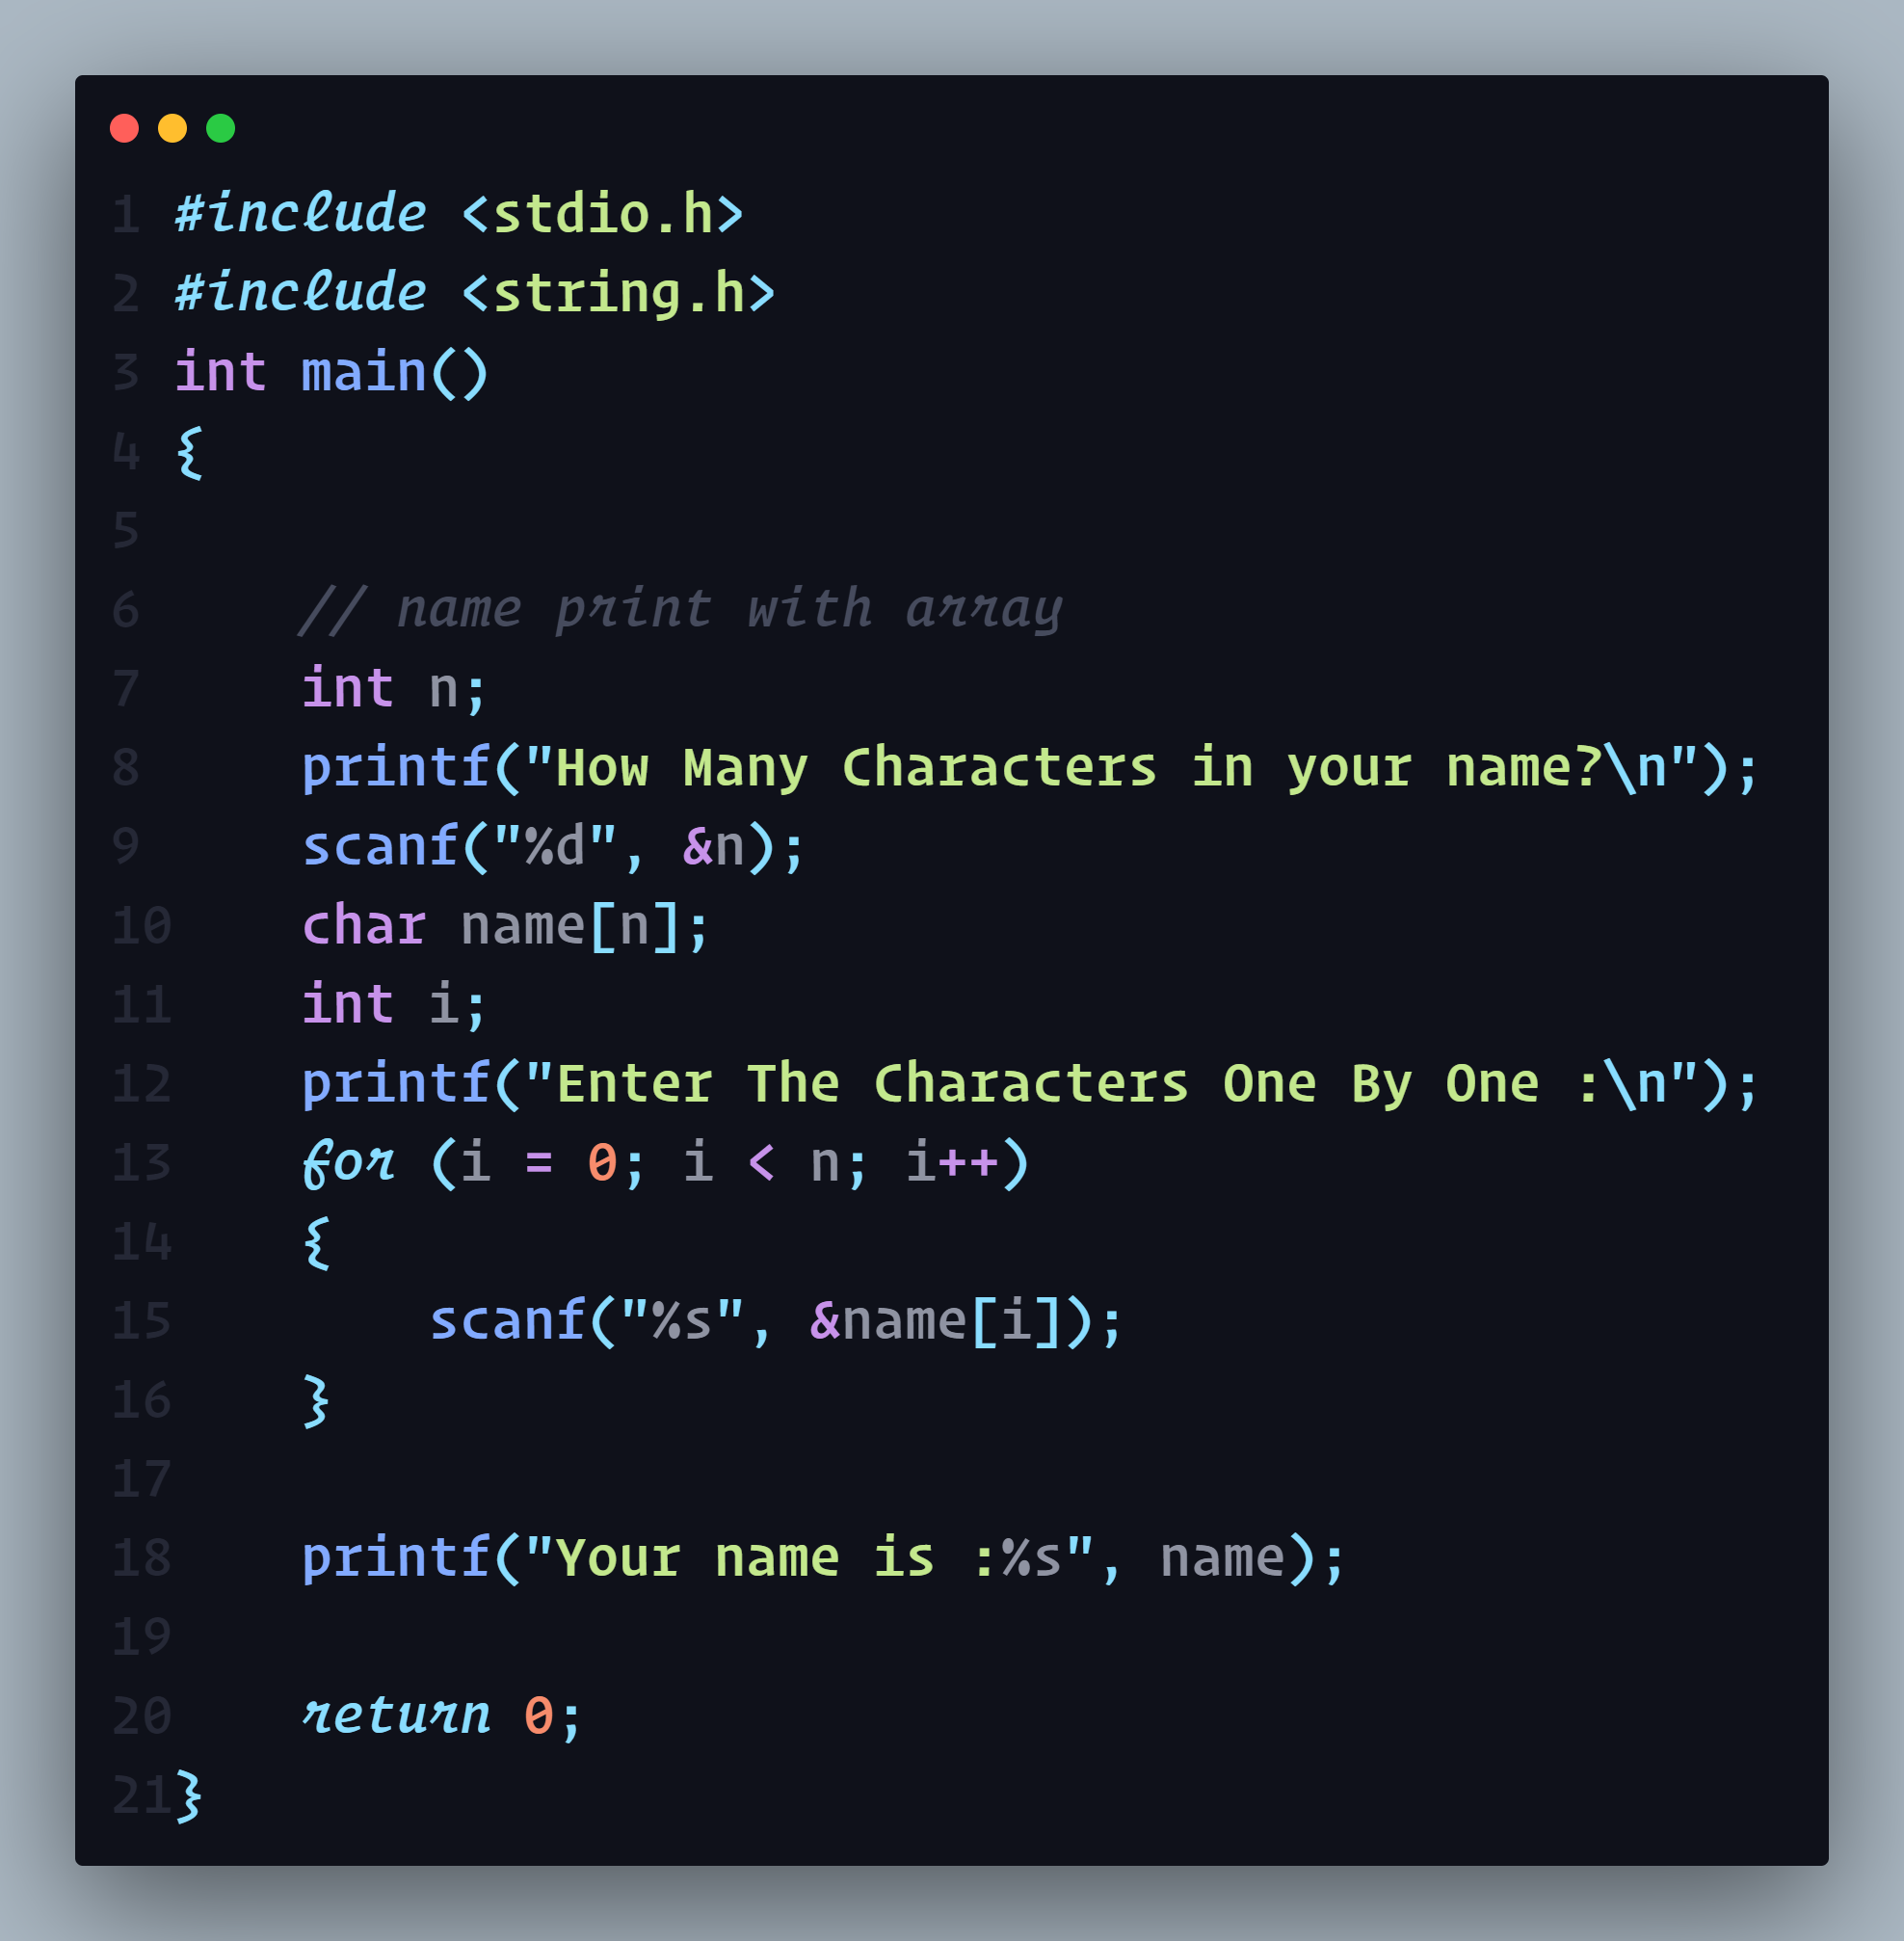 1 #include <stdio.h>
2 #include <string.h>
3 int main()
4 {
5
6     // name print with array
7     int n;
8     printf("How Many Characters in your name?\n");
9     scanf("%d", &n);
10     char name[n];
11     int i;
12     printf("Enter The Characters One By One :\n");
13     for (i = 0; i < n; i++)
14     {
15         scanf("%s", &name[i]);
16     }
17
18     printf("Your name is :%s", name);
19
20     return 0;
21 }